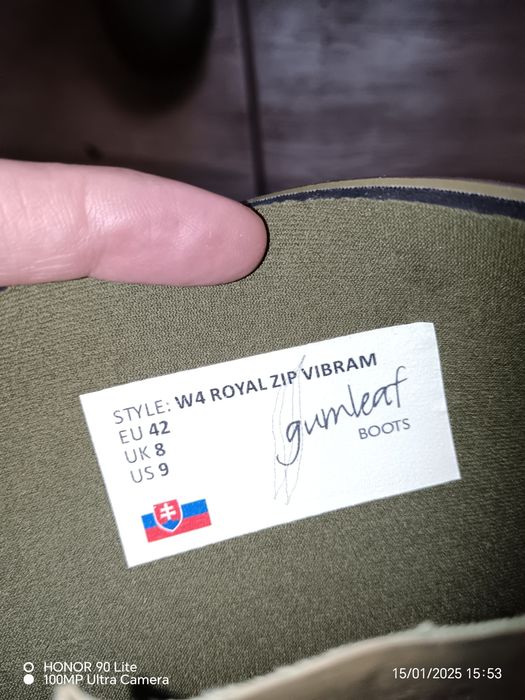 STYLE: W4 ROYAL ZIP VIBRAM
EU 42
UK 8
US 9
gumleaf
BOOTS
HONOR 90 Lite
100MP Ultra Camera
15/01/2025 15:53